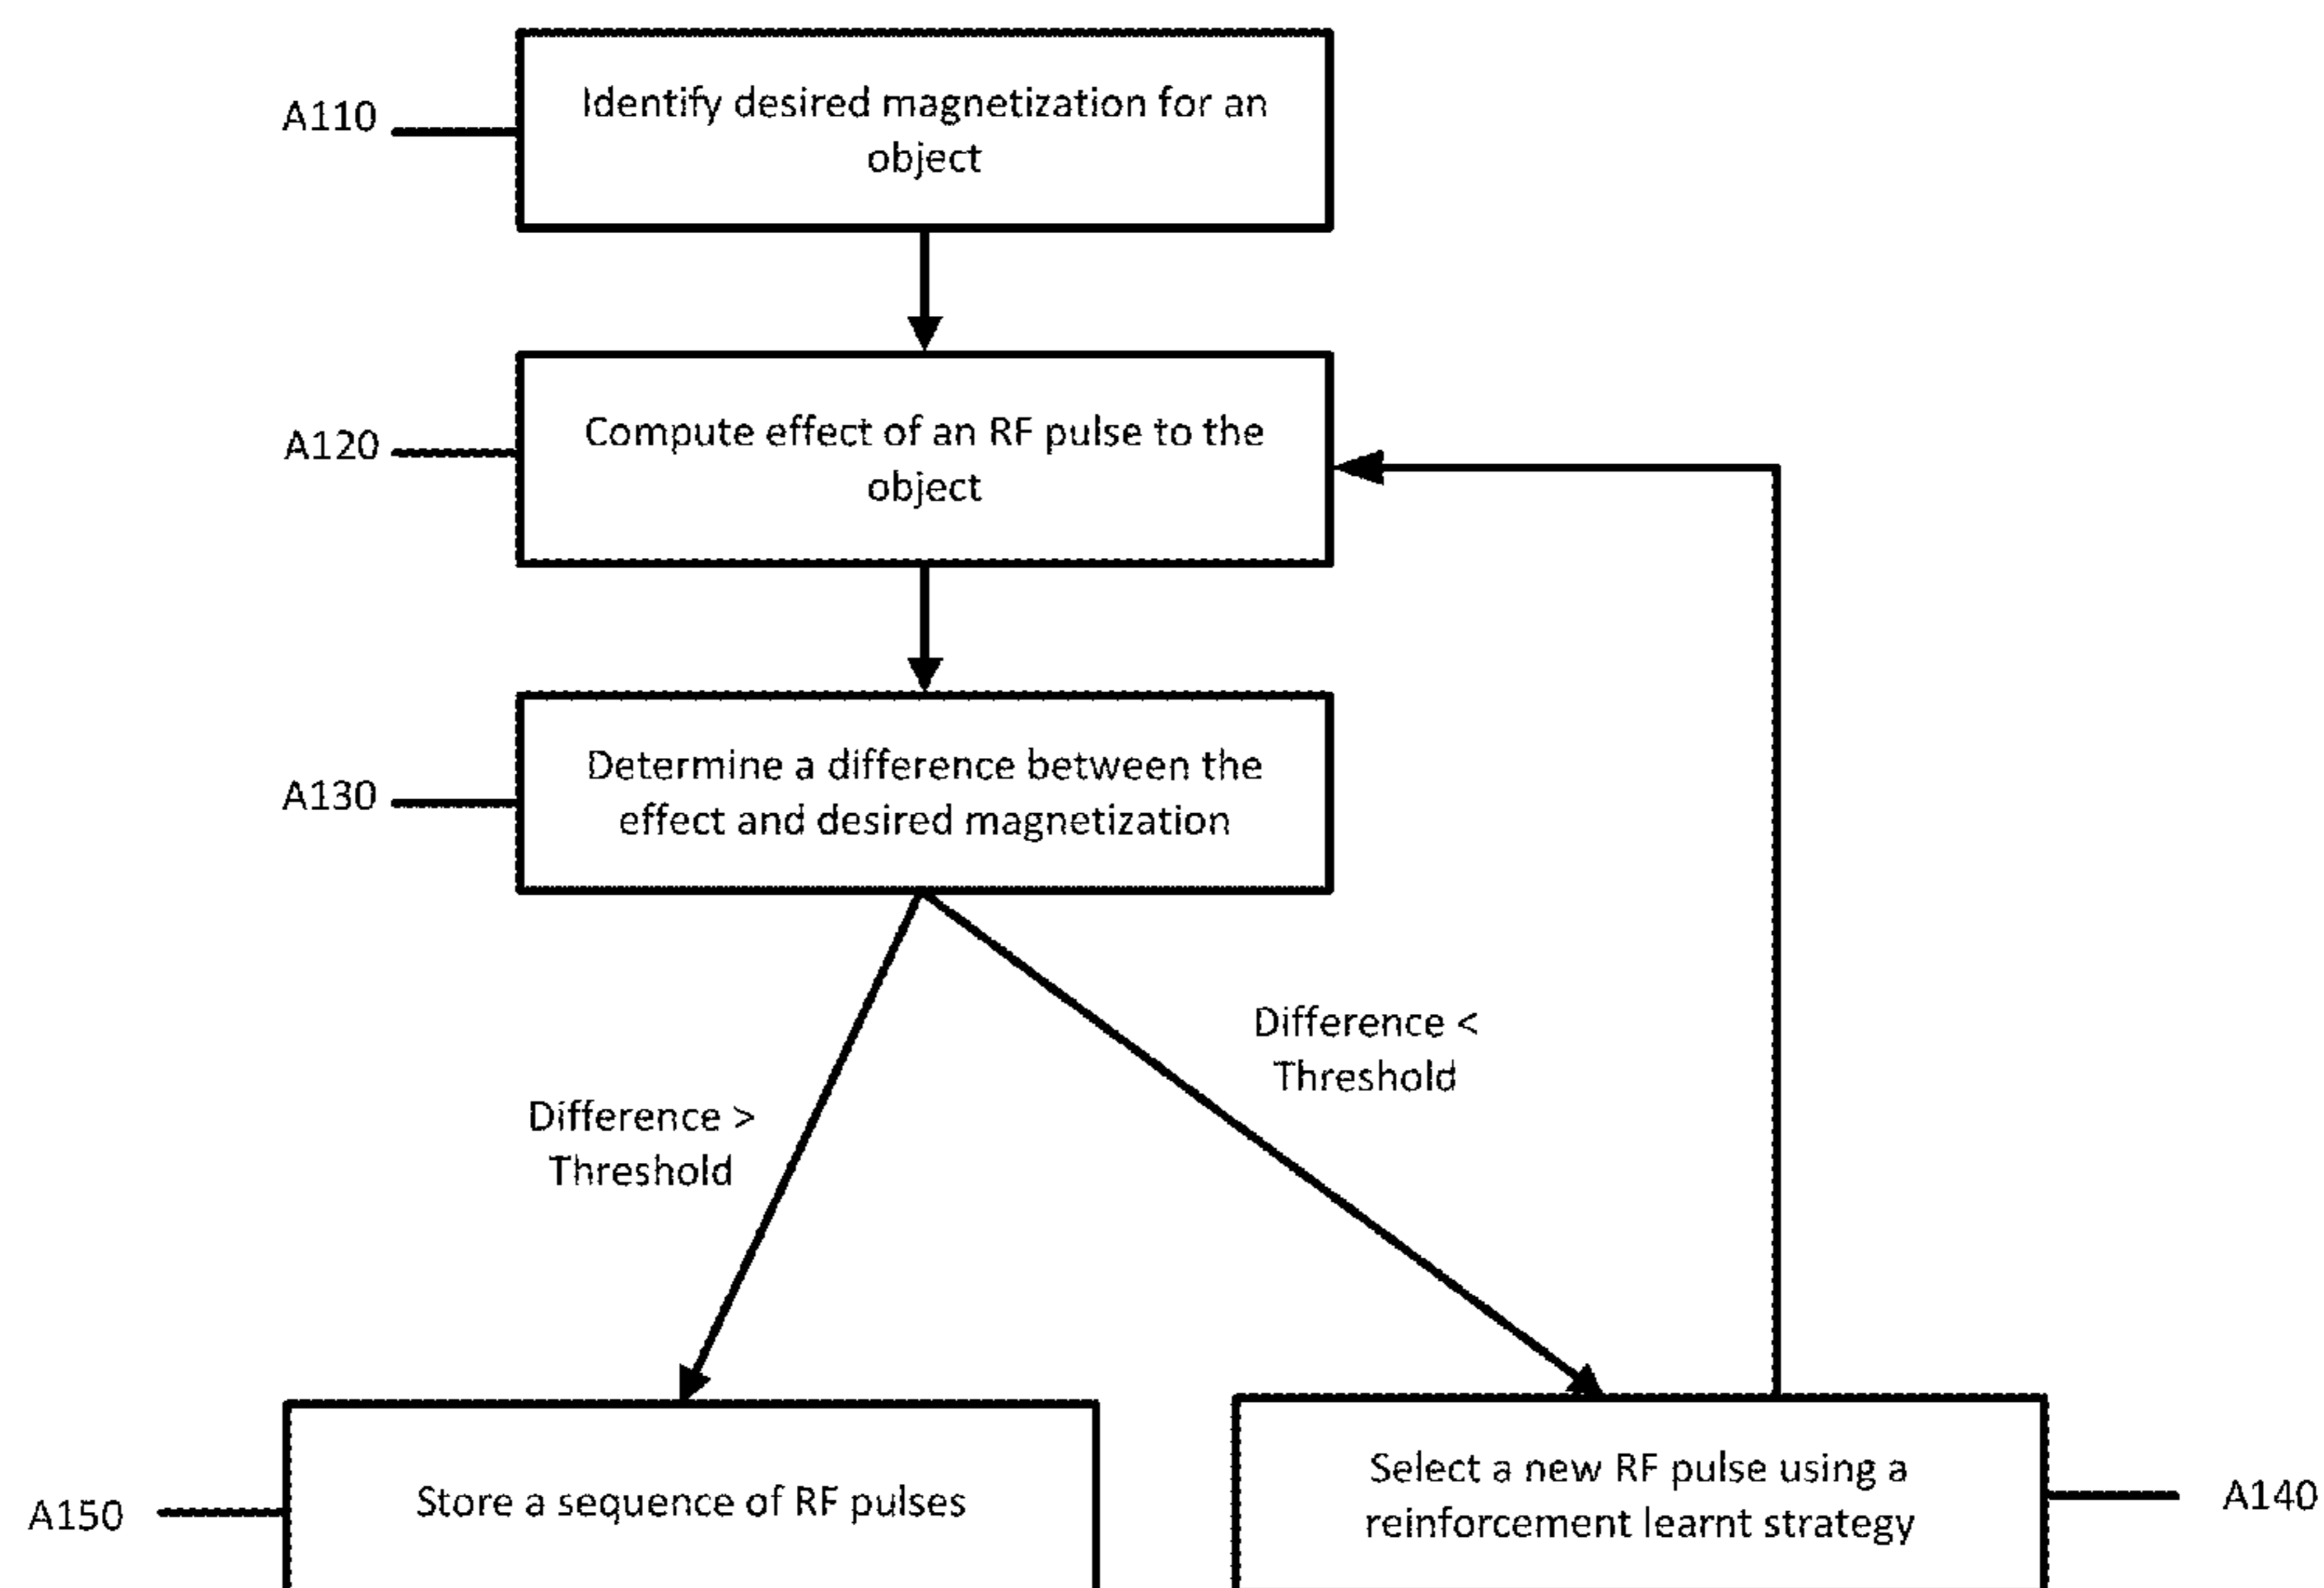 A110
Identify desired magnetization for an
object
A120
Compute effect of an RF pulse to the
object
A130
Determine a difference between the
effect and desired magnetization
Difference <
Threshold
Difference >
Threshold
A150
Store a sequence of RF pulses
Select a new RF pulse using a
reinforcement learnt strategy
A140